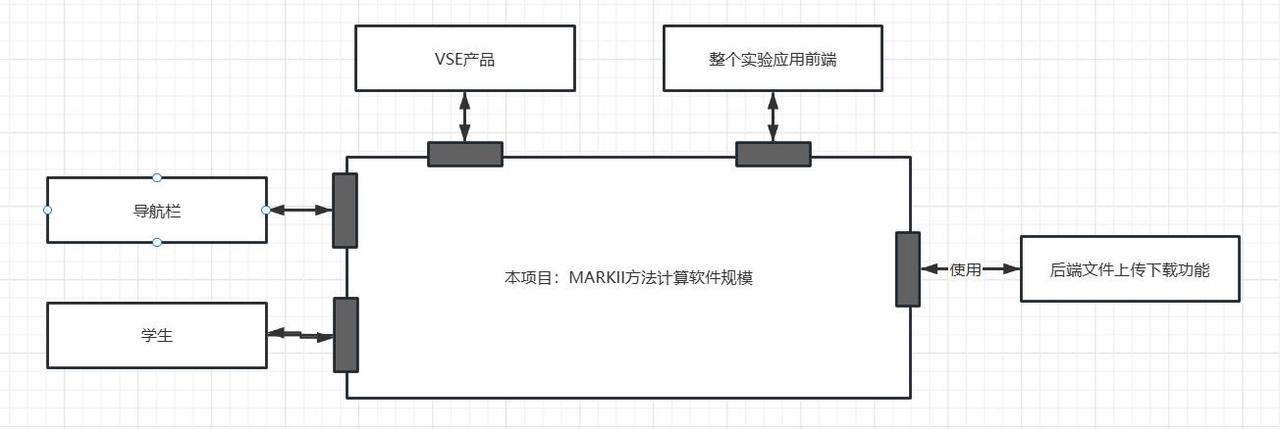 VSE产品
整个实验应用前端
导航栏
本项目：MARKII方法计算软件规模
使用
后端文件上传下载功能
学生